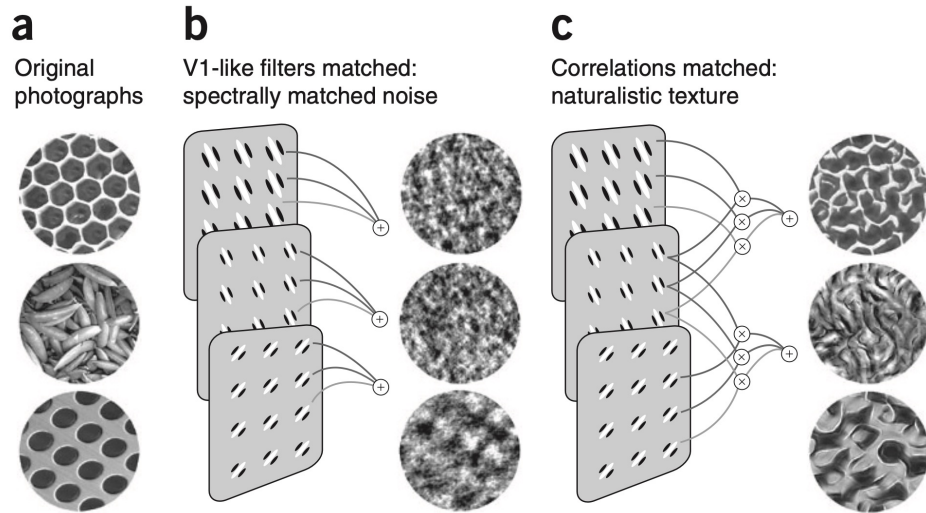 a
Original
photographs
b
V1-like filters matched:
spectrally matched noise
+
+
+
c
Correlations matched:
naturalistic texture
×
×
×
+
×
×
×
+